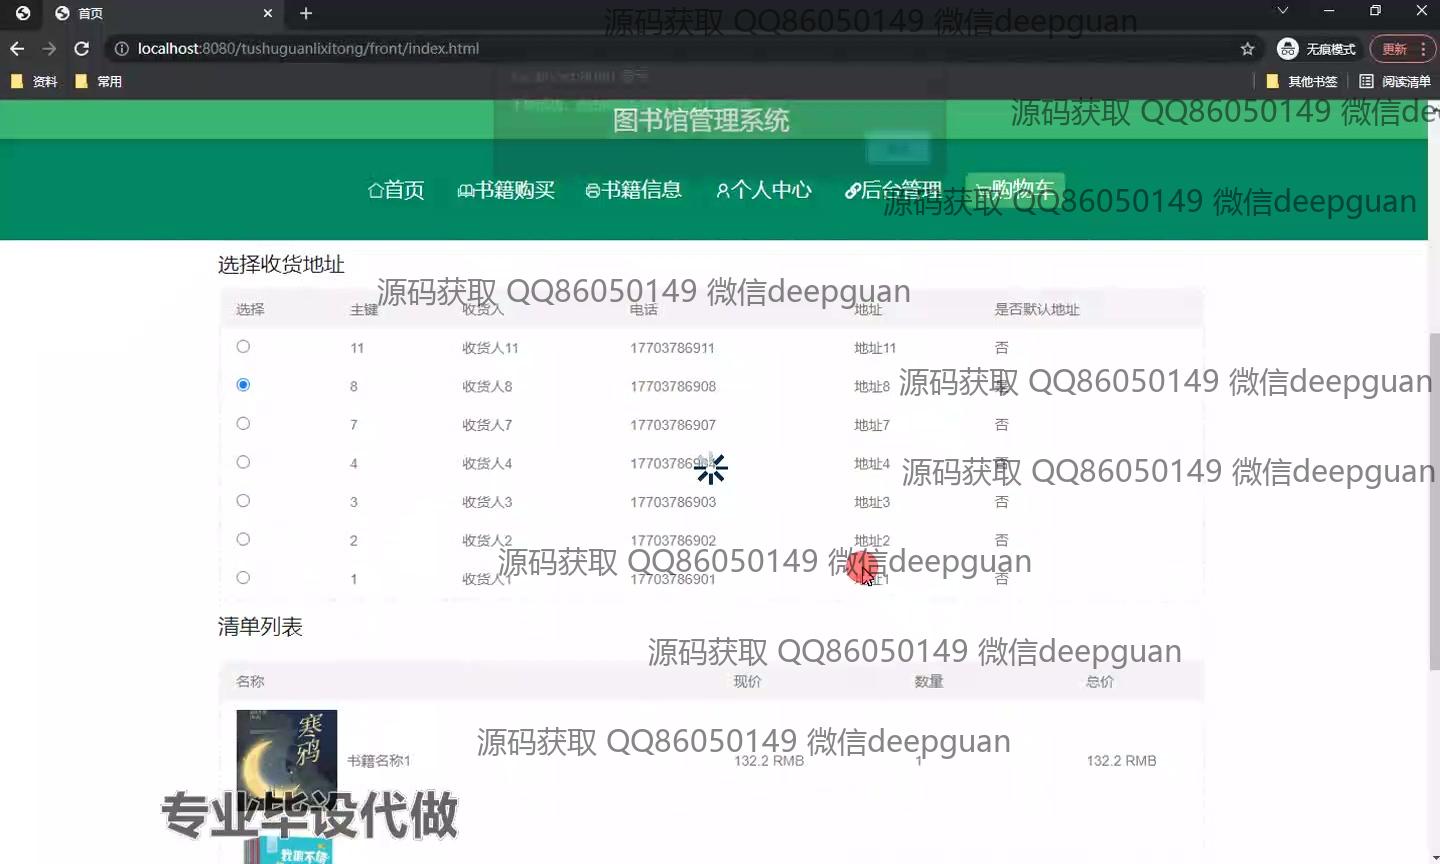 首页
源码获取 QQ86050149 微信deepguan
localhost:8080/tushuguanlixitong/front/index.html
无痕模式
更新
资料
常用
其他书签
阅读清单
图书馆管理系统
源码获取 QQ86050149 微信de
首页
书籍购买
书籍信息
个人中心
后台管理
购物车
源码获取 QQ86050149 微信deepguan
选择收货地址
源码获取 QQ86050149 微信deepguan
选择 主键 收货人 电话 地址 是否默认地址
11 收货人11 17703786911 地址11 否
8 收货人8 17703786908 地址8
源码获取 QQ86050149 微信deepguan
7 收货人7 17703786907 地址7 否
4 收货人4 地址4
源码获取 QQ86050149 微信deepguan
3 收货人3 17703786903 地址3 否
2 收货人2 17703786902 地址2 否
源码获取 QQ86050149 微信deepguan
1 收货人1 17703786901 地址1 否
清单列表
源码获取 QQ86050149 微信deepguan
名称 现价 数量 总价
寒鸦
源码获取 QQ86050149 微信deepguan
书籍名称1 132.2 RMB 1 132.2 RMB
专业毕设代做